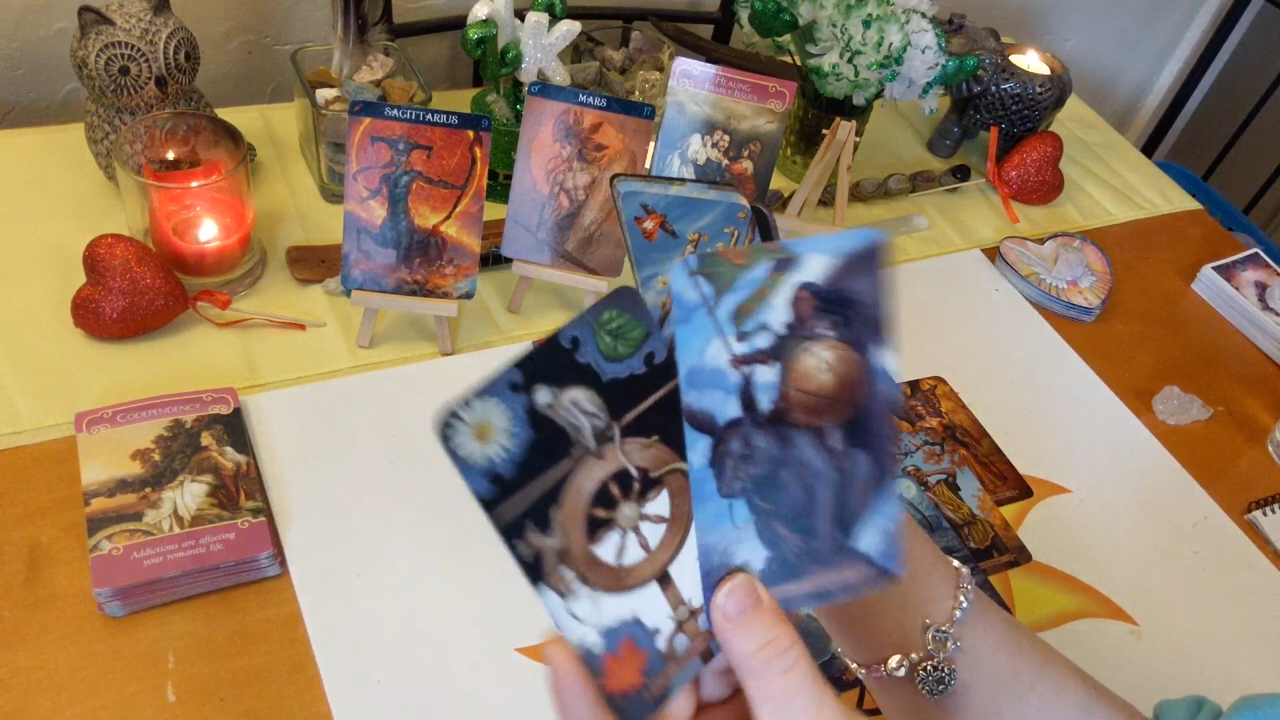 SAGITTARIUS 9
♂ MARS 17
HEALING
FAMILY ISSUES
CODEPENDENCY
Addictions are affecting
your romantic life.